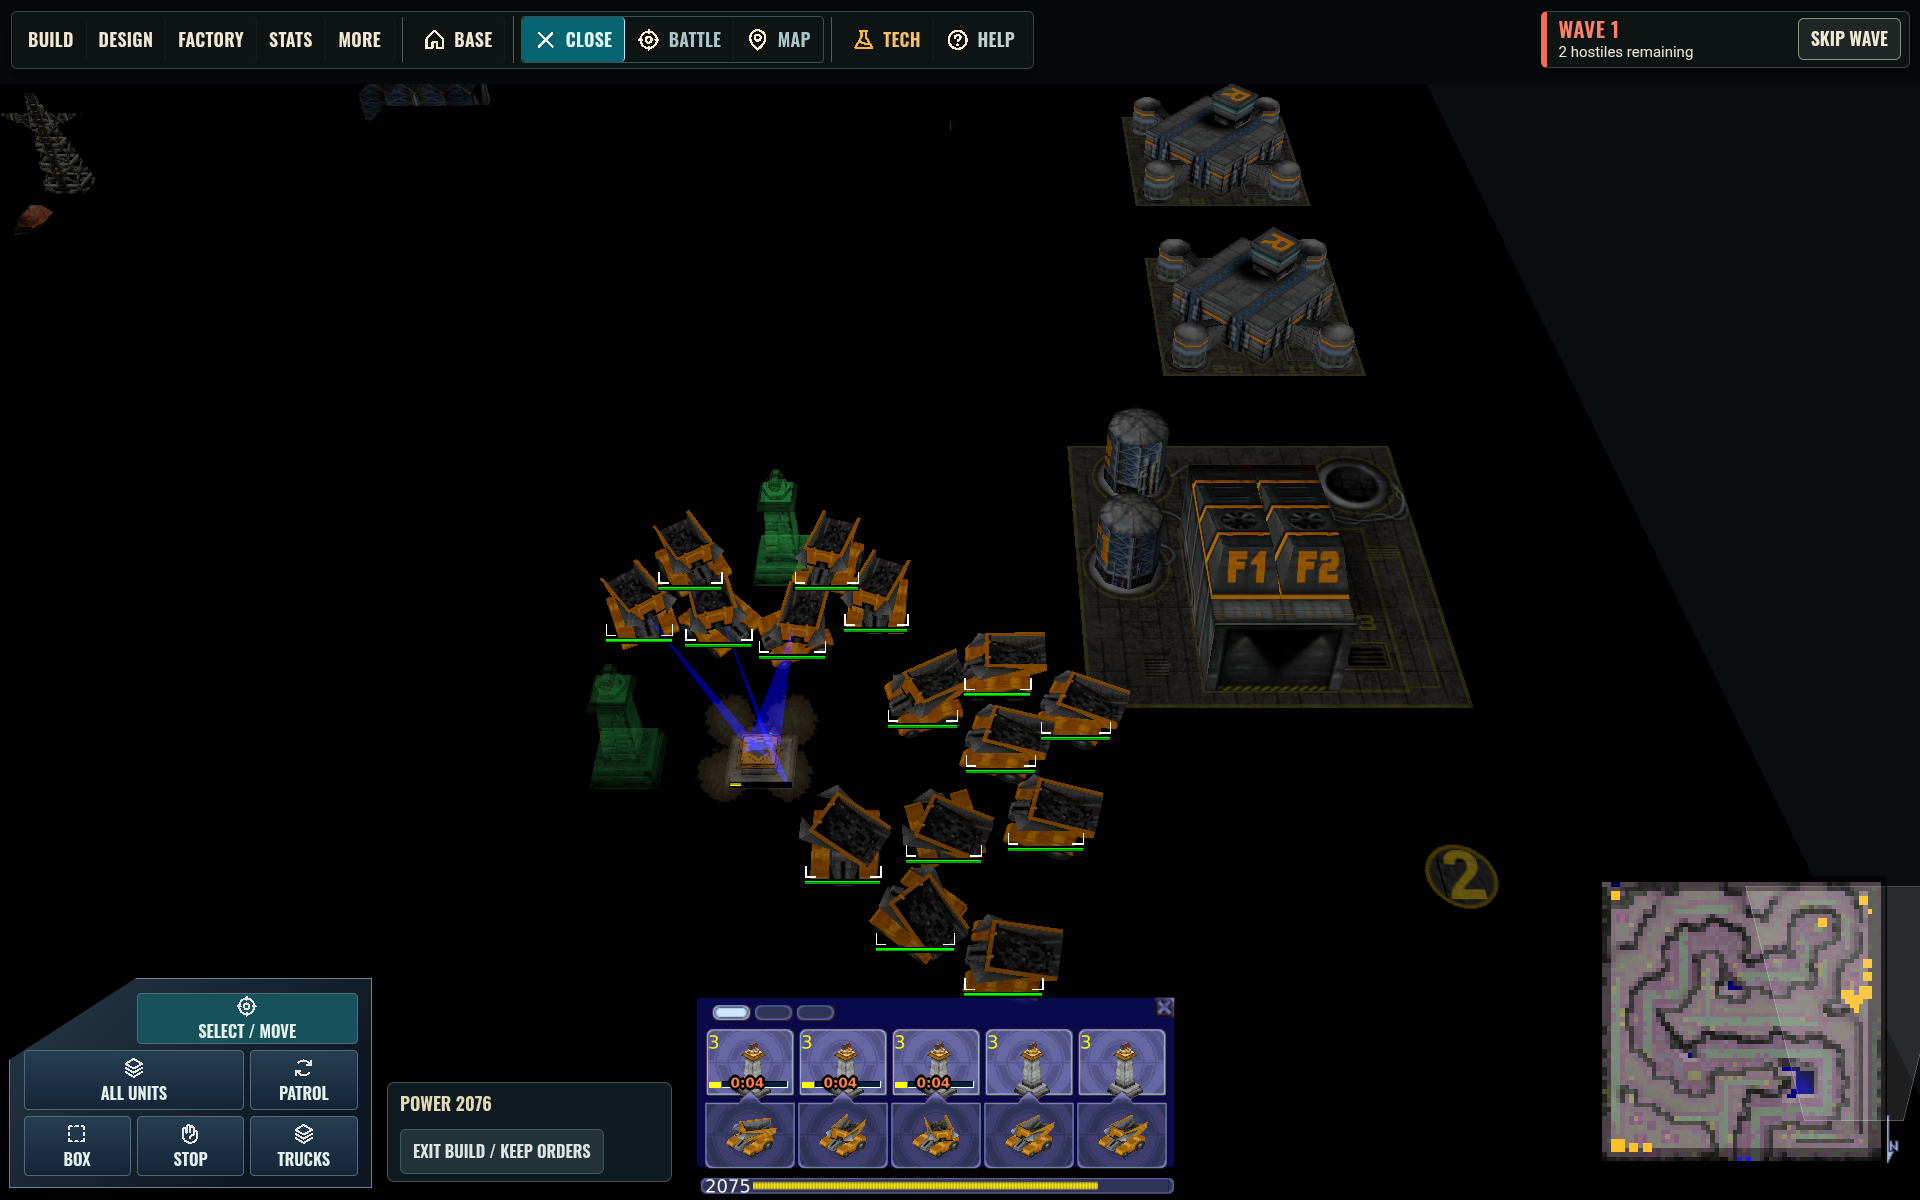 BUILD DESIGN FACTORY STATS MORE BASE CLOSE BATTLE MAP TECH HELP
WAVE 1
2 hostiles remaining
SKIP WAVE
R
R
F1 F2
3
2
SELECT / MOVE
ALL UNITS PATROL
BOX STOP TRUCKS
POWER 2076
EXIT BUILD / KEEP ORDERS
3 3 3 3 3
0:04 0:04 0:04
2075
N